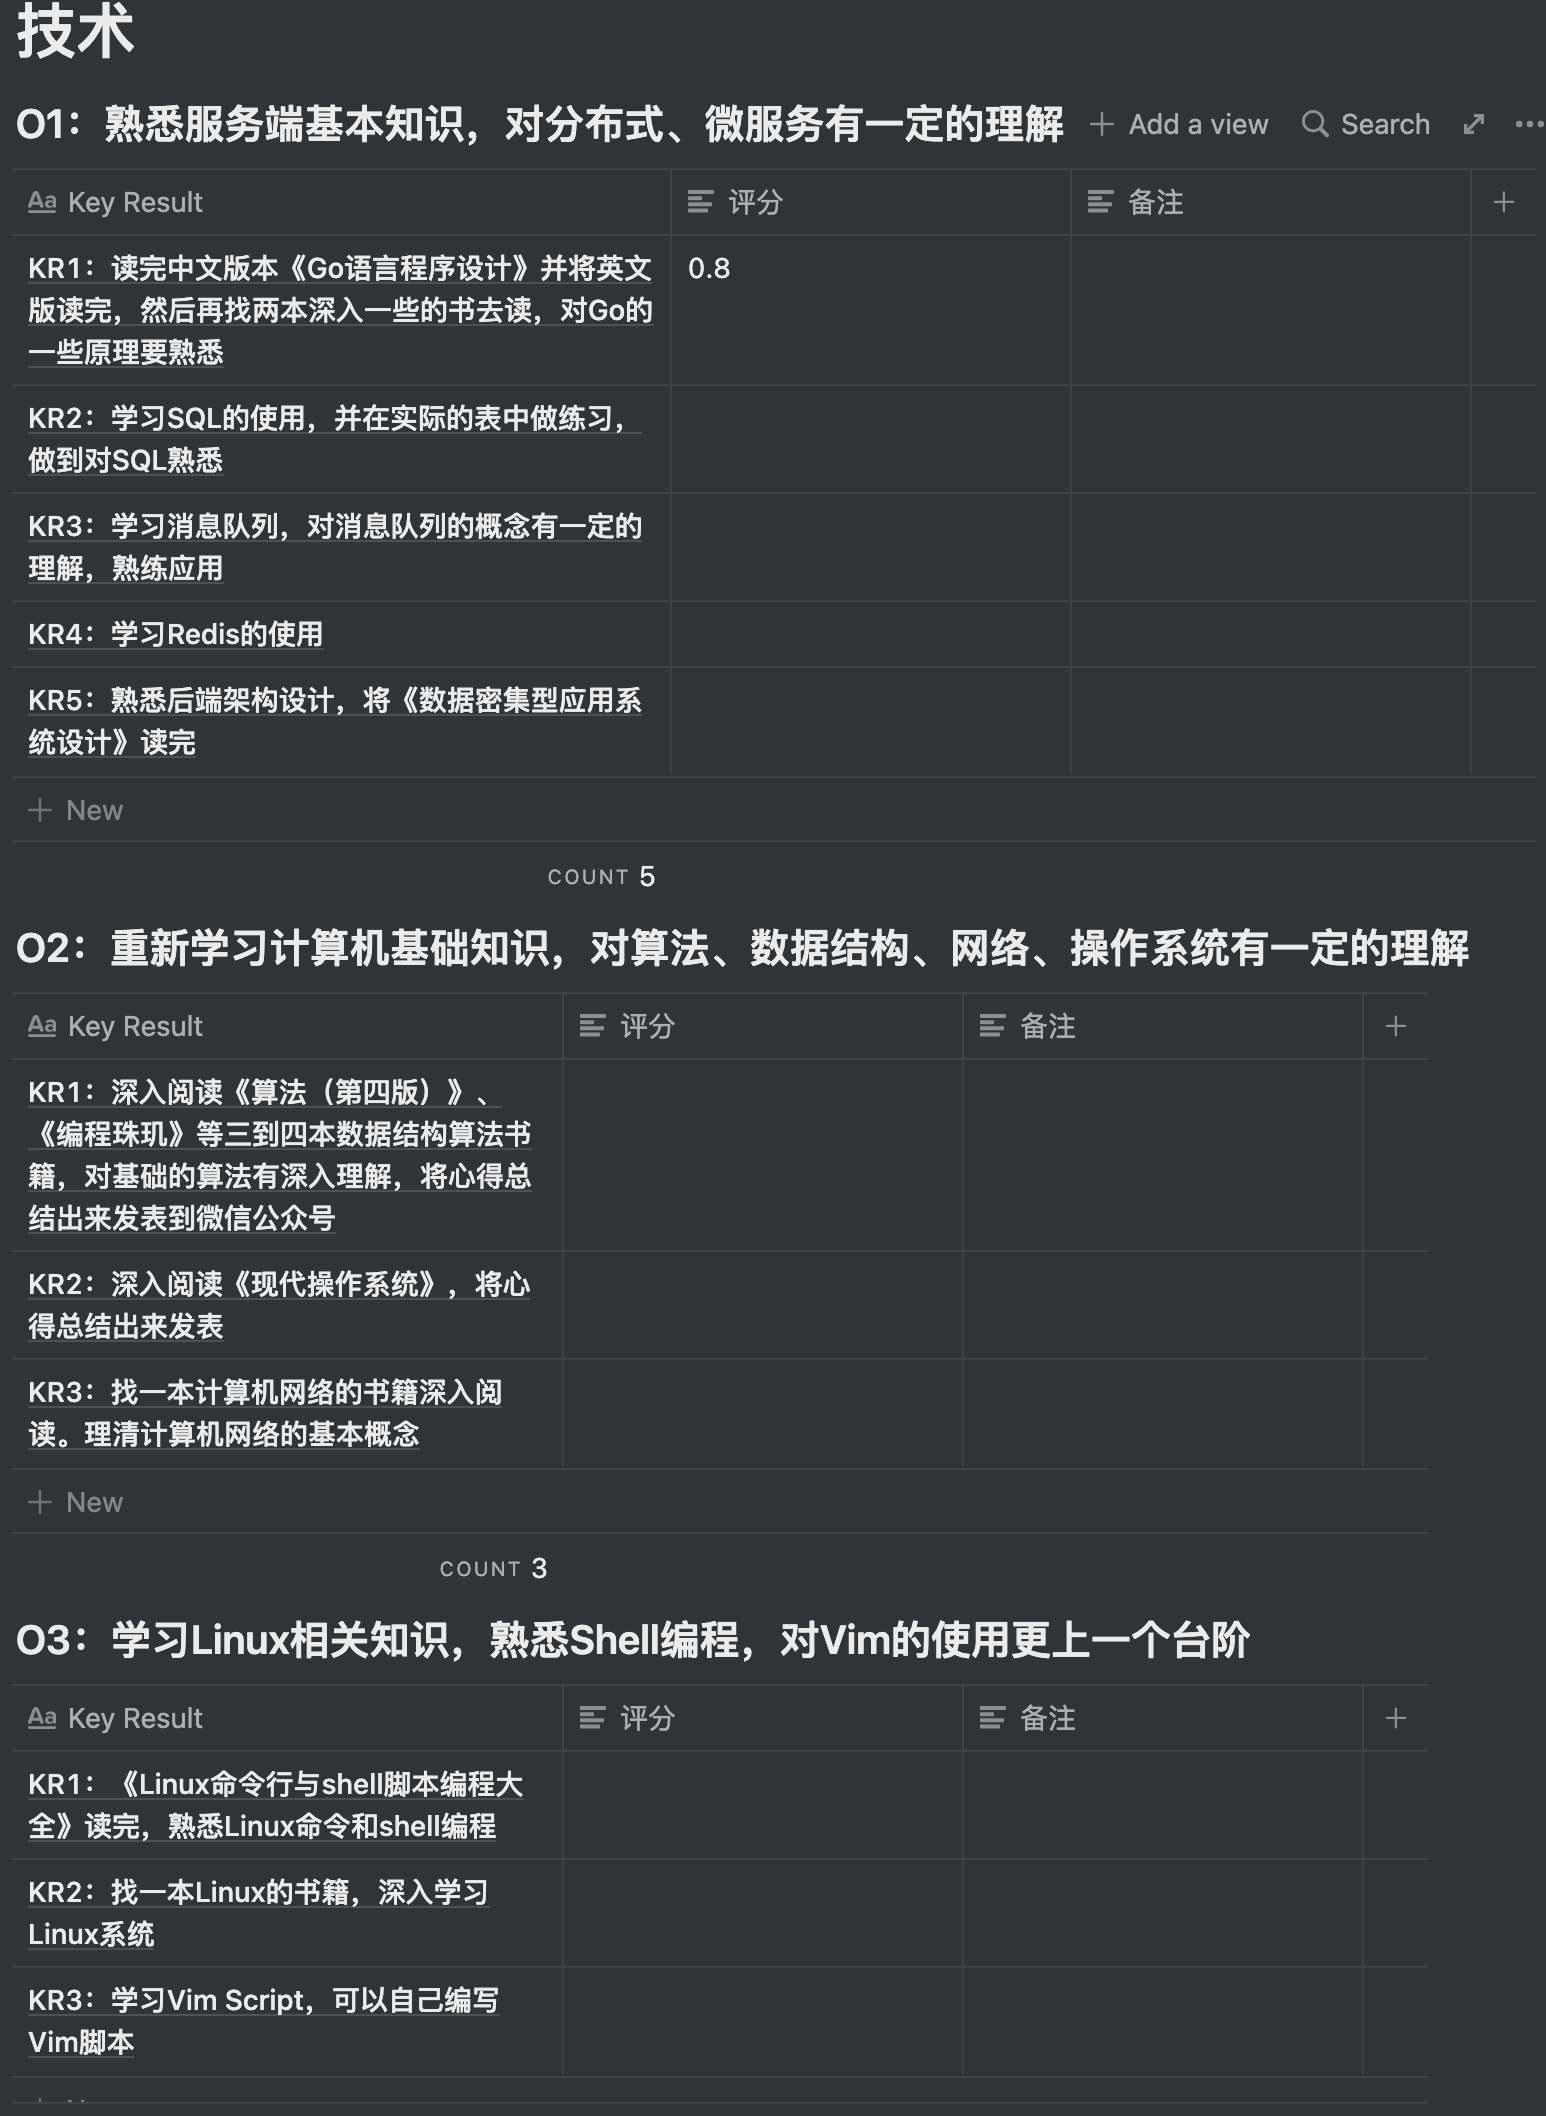 技术
O1：熟悉服务端基本知识，对分布式、微服务有一定的理解 Add a view Search
Aa Key Result 评分 备注
KR1：读完中文版本《Go语言程序设计》并将英文 0.8
版读完，然后再找两本深入一些的书去读，对Go的
一些原理要熟悉
KR2：学习SQL的使用，并在实际的表中做练习，
做到对SQL熟悉
KR3：学习消息队列，对消息队列的概念有一定的
理解，熟练应用
KR4：学习Redis的使用
KR5：熟悉后端架构设计，将《数据密集型应用系
统设计》读完
New
COUNT 5
O2：重新学习计算机基础知识，对算法、数据结构、网络、操作系统有一定的理解
Aa Key Result 评分 备注
KR1：深入阅读《算法（第四版）》、
《编程珠玑》等三到四本数据结构算法书
籍，对基础的算法有深入理解，将心得总
结出来发表到微信公众号
KR2：深入阅读《现代操作系统》，将心
得总结出来发表
KR3：找一本计算机网络的书籍深入阅
读。理清计算机网络的基本概念
New
COUNT 3
O3：学习Linux相关知识，熟悉Shell编程，对Vim的使用更上一个台阶
Aa Key Result 评分 备注
KR1：《Linux命令行与shell脚本编程大
全》读完，熟悉Linux命令和shell编程
KR2：找一本Linux的书籍，深入学习
Linux系统
KR3：学习Vim Script，可以自己编写
Vim脚本